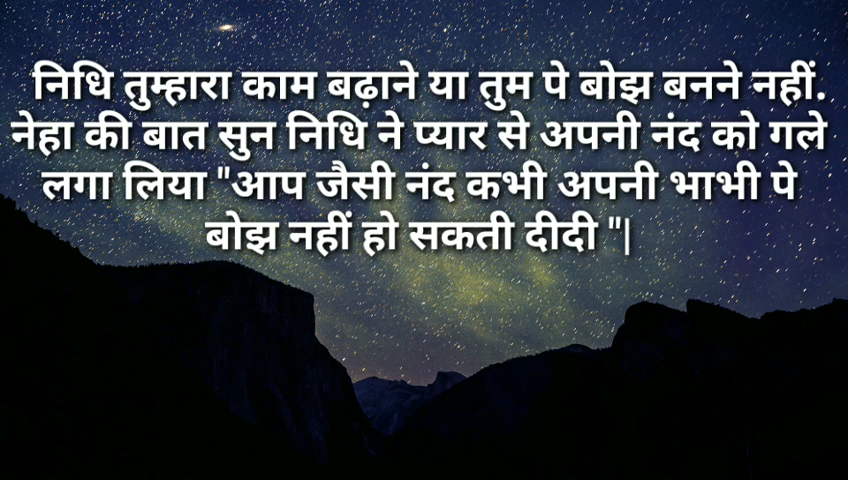 निधि तुम्हारा काम बढ़ाने या तुम पे बोझ बनने नहीं.
नेहा की बात सुन निधि ने प्यार से अपनी नंद को गले
लगा लिया "आप जैसी नंद कभी अपनी भाभी पे
बोझ नहीं हो सकती दीदी "|